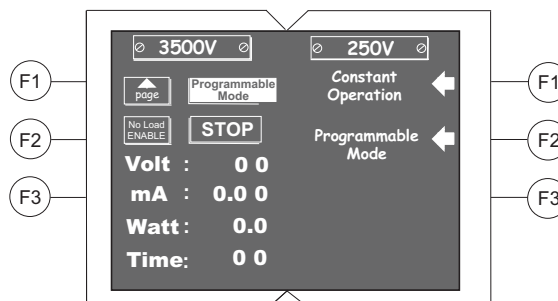 3500V
250V
F1
page
Programmable
Mode
Constant
Operation
F1
F2
No Load
ENABLE
STOP
Programmable
Mode
F2
F3
Volt : 0 0
mA : 0.0 0
Watt : 0.0
Time: 0 0
F3